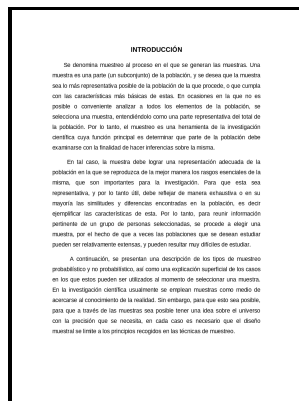 INTRODUCCIÓN
Se denomina muestreo al proceso en el que se generan las muestras. Una
muestra es una parte (un subconjunto) de la población, y se desea que la muestra
sea lo más representativa posible de la población de la que procede, o que cumpla
con las características más básicas de estas. En ocasiones en la que no es
posible o conveniente analizar a todos los elementos de la población, se
selecciona una muestra, entendiéndolo como una parte representativa del total de
la población. Por lo tanto, el muestreo es una herramienta de la investigación
científica cuya función principal es determinar que parte de la población debe
examinarse con la finalidad de hacer inferencias sobre la misma.
En tal caso, la muestra debe lograr una representación adecuada de la
población en la que se reproduzca de la mejor manera los rasgos esenciales de la
misma, que son importantes para la investigación. Para que esta sea
representativa, y por lo tanto útil, debe reflejar de manera exhaustiva o en su
mayoría las similitudes y diferencias encontradas en la población, es decir
ejemplificar las características de esta. Por lo tanto, para reunir información
pertinente de un grupo de personas seleccionadas, se procede a elegir una
muestra, por el hecho de que a veces las poblaciones que se desean estudiar
pueden ser relativamente extensas, y pueden resultar muy difíciles de estudiar.
A continuación, se presentan una descripción de los tipos de muestreo
probabilístico y no probabilístico, así como una explicación superficial de los casos
en los que estos pueden ser utilizados al momento de seleccionar una muestra.
En la investigación científica usualmente se emplean muestras como medio de
acercarse al conocimiento de la realidad. Sin embargo, para que esto sea posible,
para que a través de las muestras sea posible tener una idea sobre el universo
con la precisión que se necesita, en cada caso es necesario que el diseño
muestral se limite a los principios recogidos en las técnicas de muestreo.